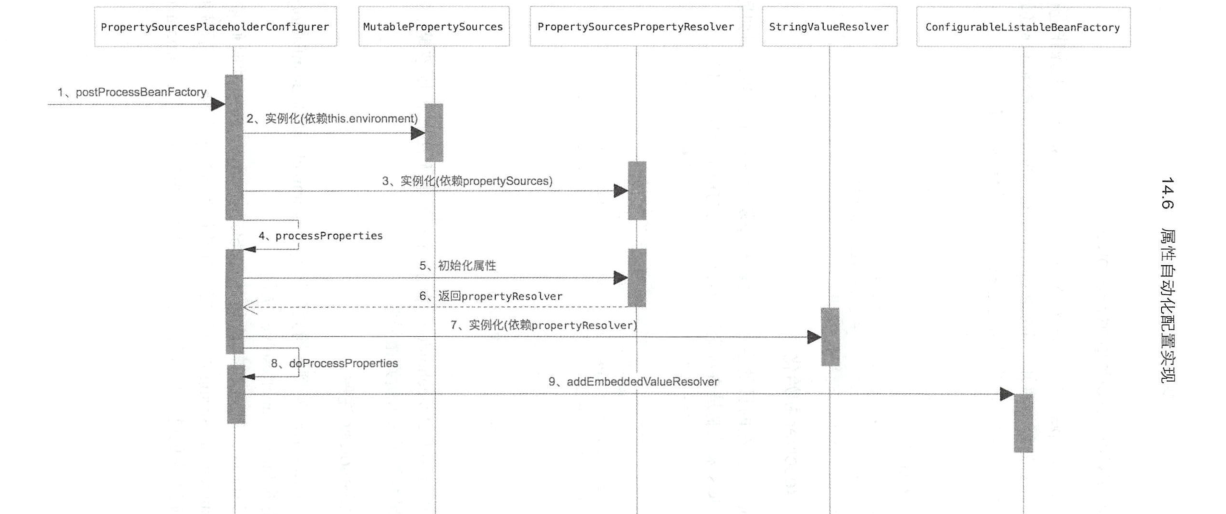 PropertySourcesPlaceholderConfigurer
MutablePropertySources
PropertySourcesPropertyResolver
StringValueResolver
ConfigurableListableBeanFactory
1、postProcessBeanFactory
2、实例化(依赖this.environment)
3、实例化(依赖propertySources)
4、processProperties
5、初始化属性
6、返回propertyResolver
7、实例化(依赖propertyResolver)
8、doProcessProperties
9、addEmbeddedValueResolver
14.6 属性自动化配置实现